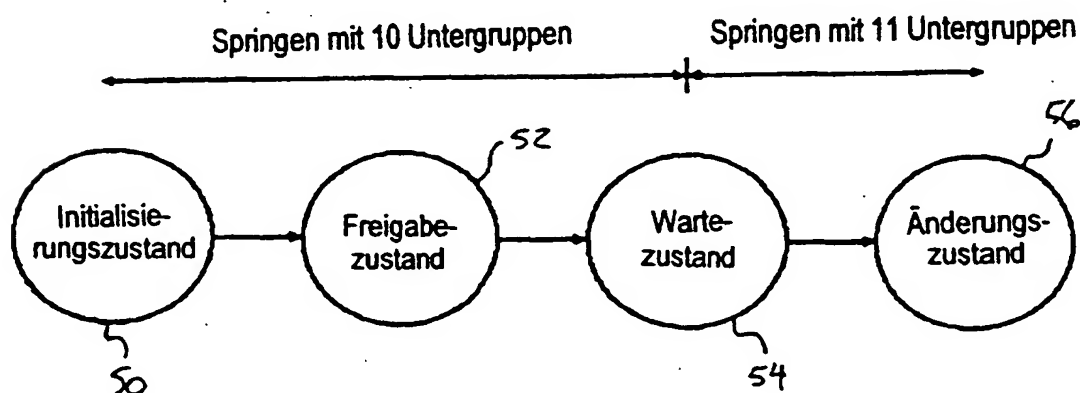 Springen mit 10 Untergruppen
Springen mit 11 Untergruppen
56
52
Initialisie-
rungszustand
Freigabe-
zustand
Warte-
zustand
Änderungs-
zustand
50
54